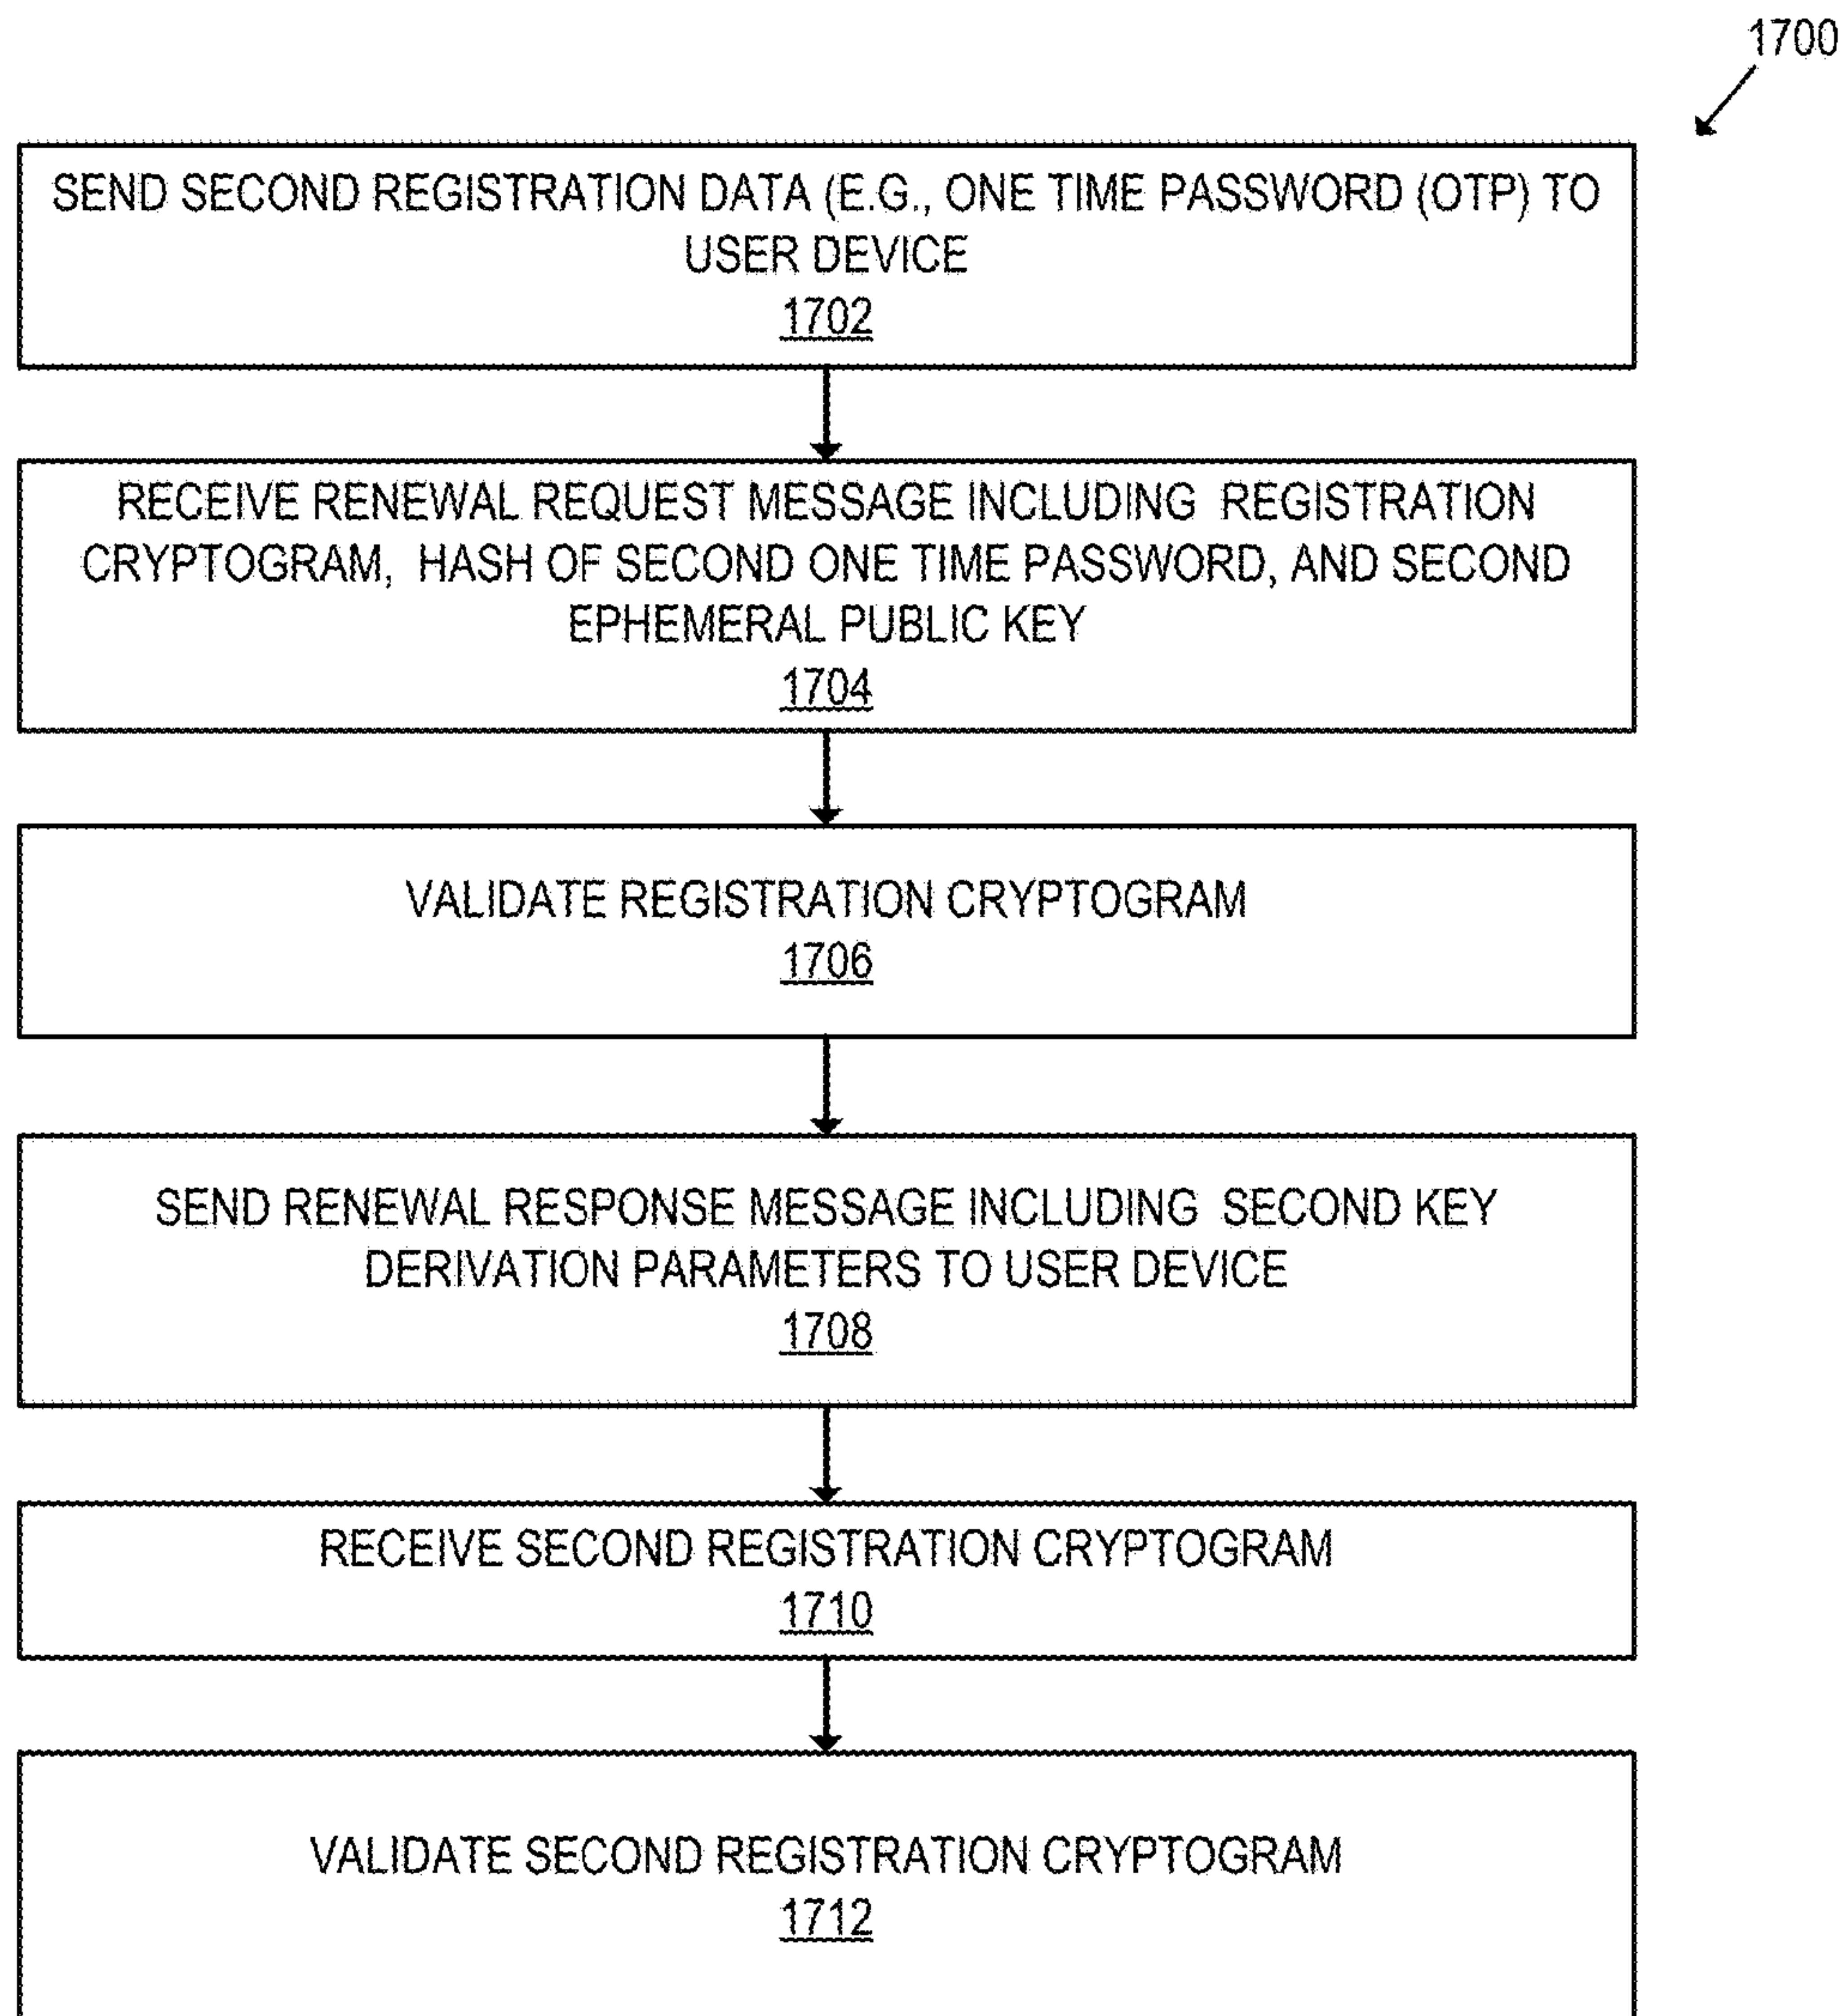 1700
SEND SECOND REGISTRATION DATA (E.G., ONE TIME PASSWORD (OTP) TO
USER DEVICE
1702
RECEIVE RENEWAL REQUEST MESSAGE INCLUDING REGISTRATION
CRYPTOGRAM, HASH OF SECOND ONE TIME PASSWORD, AND SECOND
EPHEMERAL PUBLIC KEY
1704
VALIDATE REGISTRATION CRYPTOGRAM
1706
SEND RENEWAL RESPONSE MESSAGE INCLUDING SECOND KEY
DERIVATION PARAMETERS TO USER DEVICE
1708
RECEIVE SECOND REGISTRATION CRYPTOGRAM
1710
VALIDATE SECOND REGISTRATION CRYPTOGRAM
1712